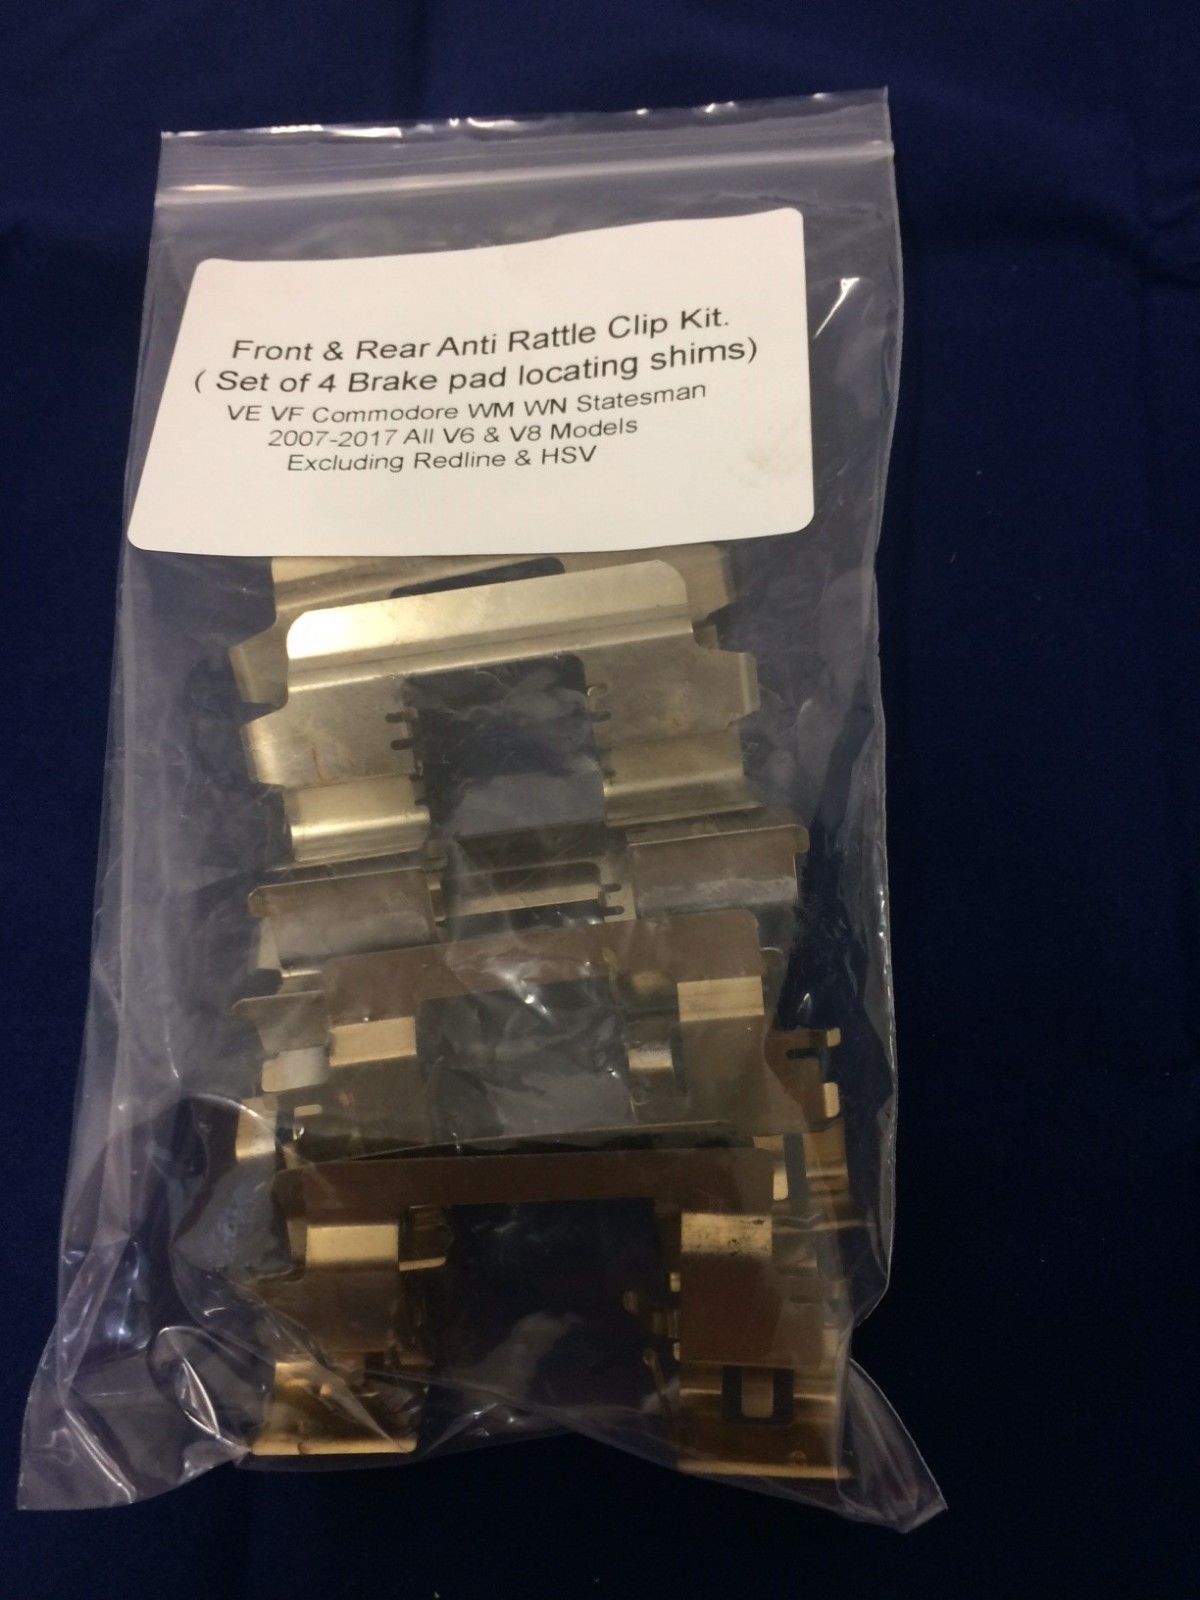 Front & Rear Anti Rattle Clip Kit.
( Set of 4 Brake pad locating shims)
VE VF Commodore WM WN Statesman
2007-2017 All V6 & V8 Models
Excluding Redline & HSV